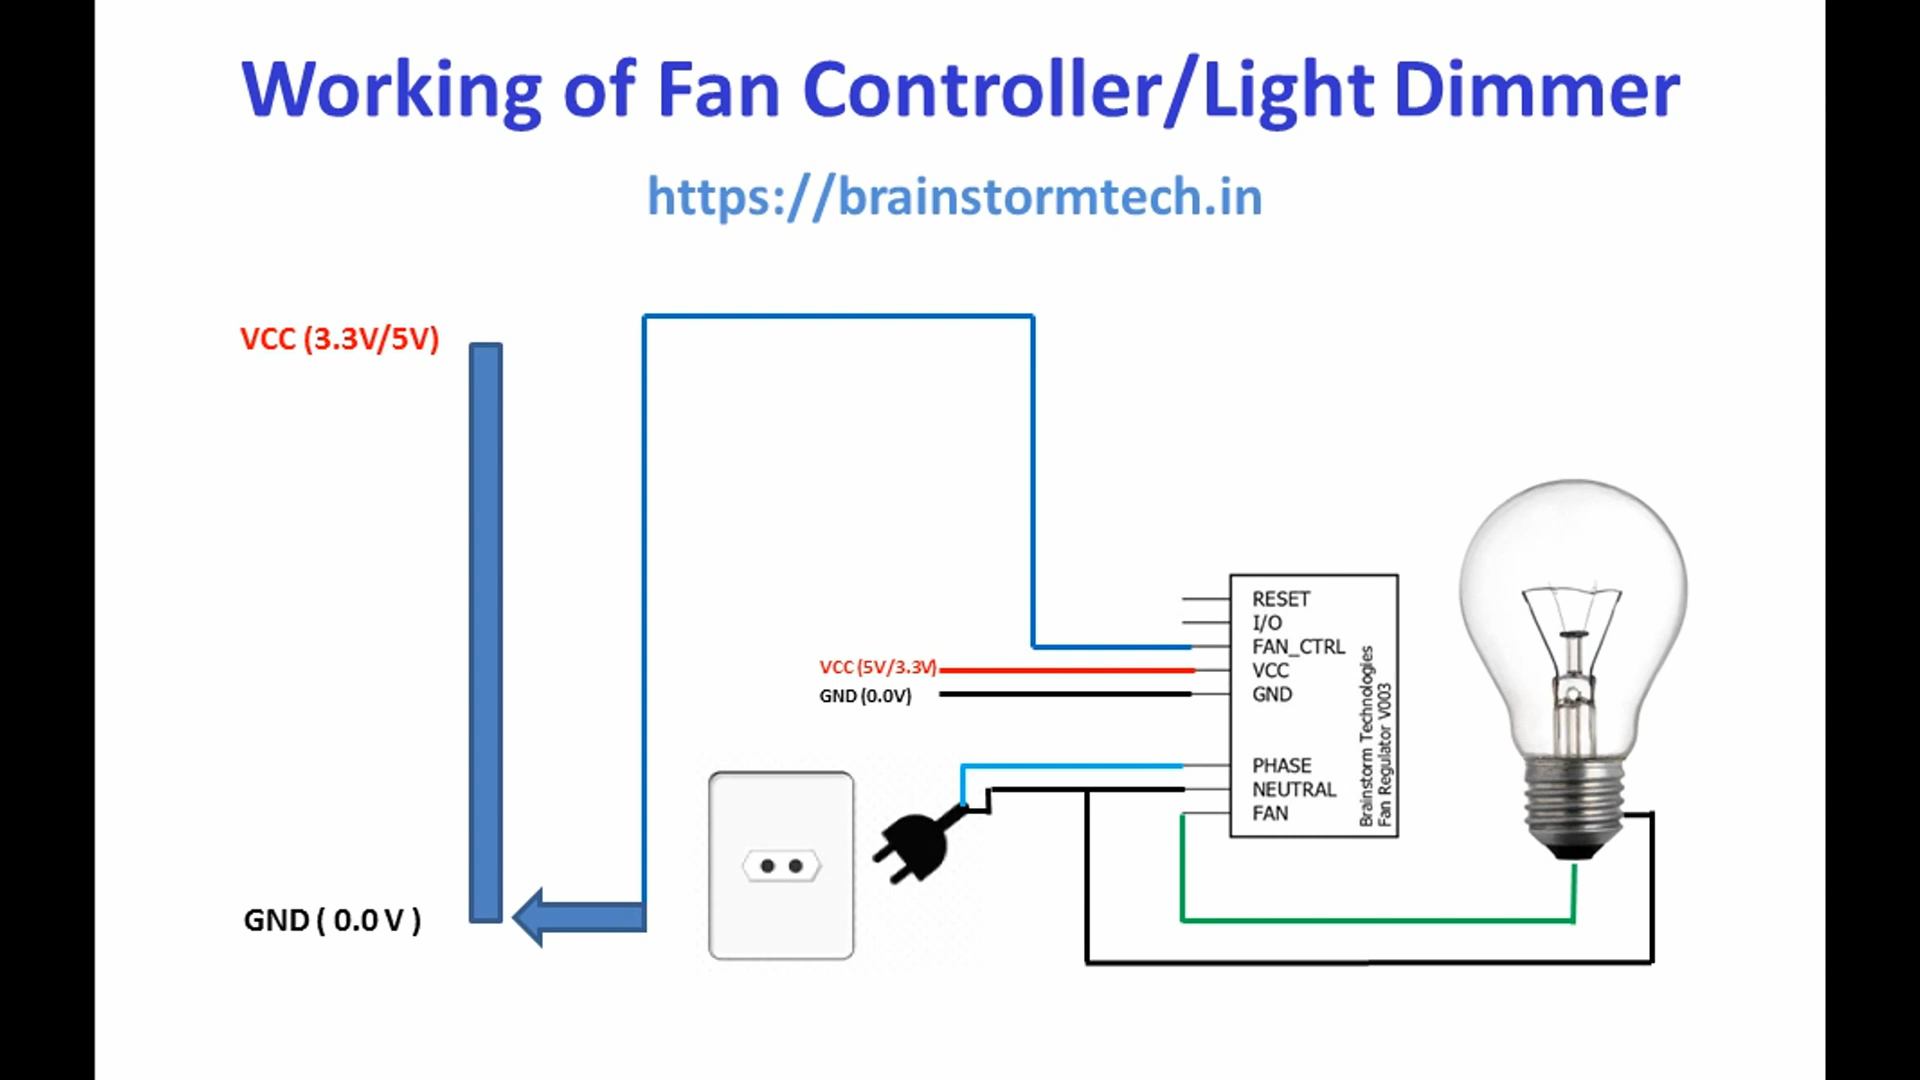 Working of Fan Controller/Light Dimmer
https://brainstormtech.in
VCC (3.3V/5V)
GND ( 0.0 V )
VCC (5V/3.3V)
GND (0.0V)
RESET
I/O
FAN_CTRL
VCC
GND
PHASE
NEUTRAL
FAN
Brainstorm Technologies
Fan Regulator V003